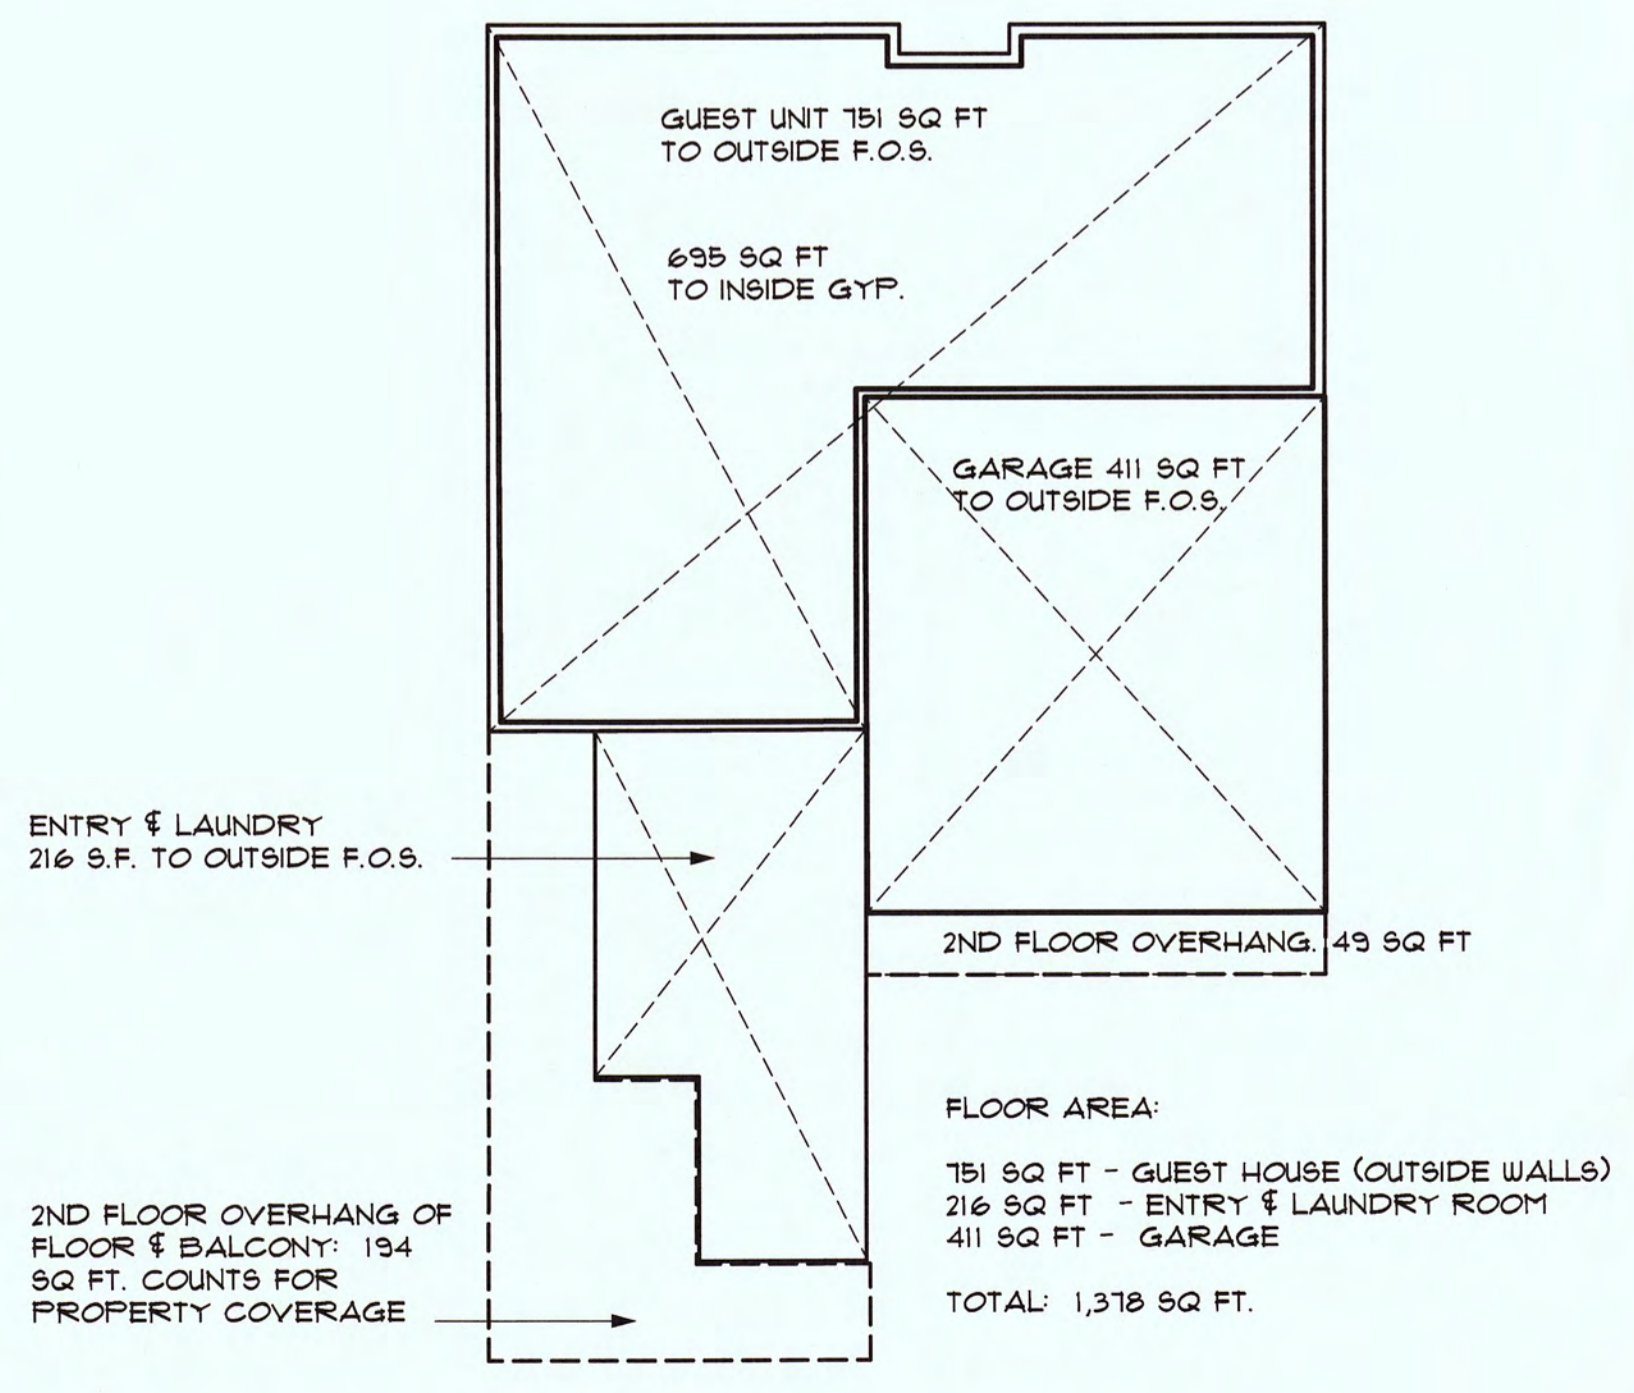 GUEST UNIT 751 SQ FT
TO OUTSIDE F.O.S.
695 SQ FT
TO INSIDE GYP.
GARAGE 411 SQ FT
TO OUTSIDE F.O.S.
ENTRY & LAUNDRY
216 S.F. TO OUTSIDE F.O.S.
2ND FLOOR OVERHANG. 49 SQ FT
2ND FLOOR OVERHANG OF
FLOOR & BALCONY: 194
SQ FT. COUNTS FOR
PROPERTY COVERAGE
FLOOR AREA:
751 SQ FT - GUEST HOUSE (OUTSIDE WALLS)
216 SQ FT - ENTRY & LAUNDRY ROOM
411 SQ FT - GARAGE
TOTAL: 1,378 SQ FT.